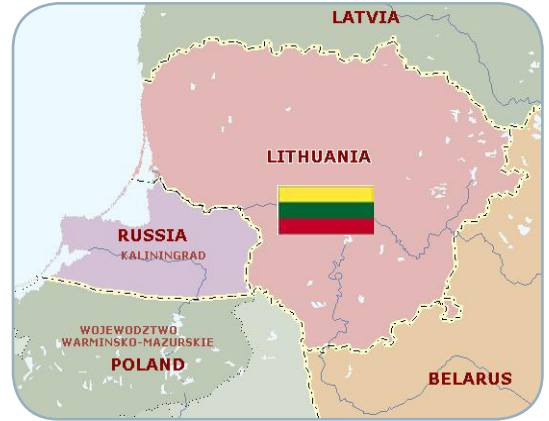 LATVIA
LITHUANIA
RUSSIA
KALININGRAD
WOJEWODZTWO
WARMINSKO-MAZURSKIE
POLAND
BELARUS